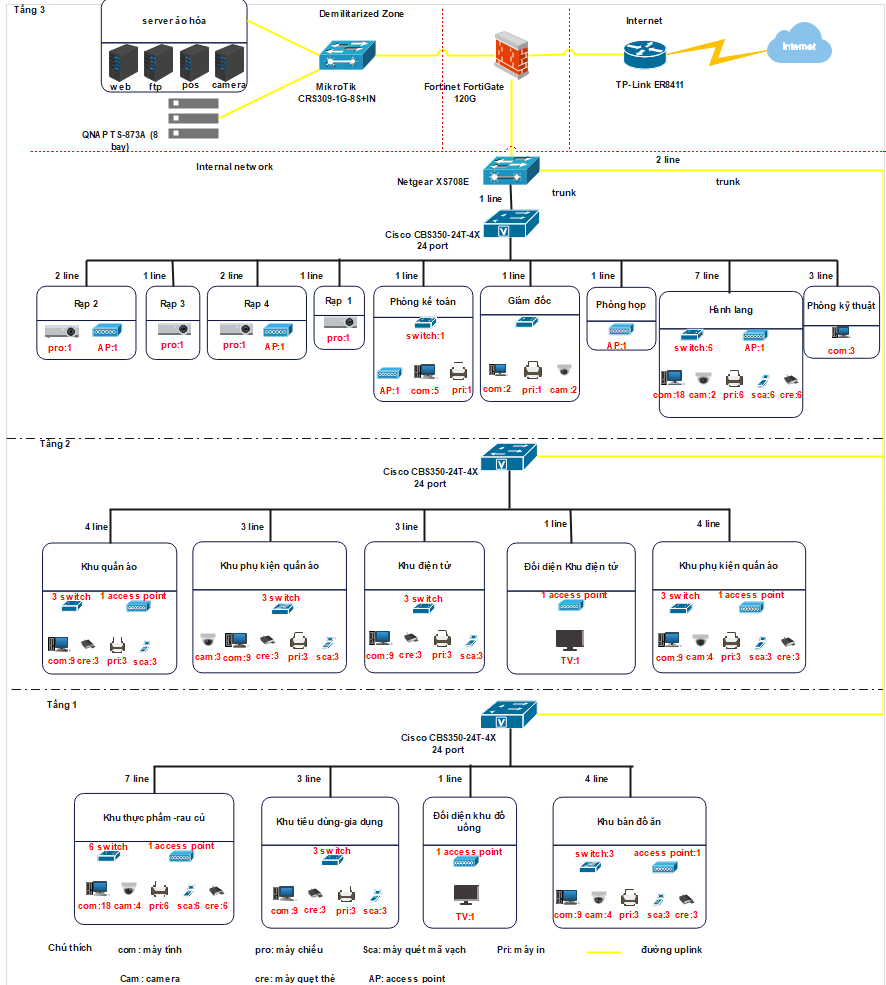 Tầng 3
server ảo hóa
web
ftp
pos
camera
QNAP TS-873A (8
bay)
Demilitarized Zone
MikroTik
CRS309-1G-8S+IN
Fortinet FortiGate
120G
Internet
TP-Link ER8411
Internet
Internal network
Netgear XS708E
2 line
trunk
trunk
1 line
Cisco CBS350-24T-4X
24 port
2 line
1 line
2 line
1 line
1 line
1 line
1 line
7 line
3 line
Rạp 2
pro:1
AP:1
Rạp 3
pro:1
Rạp 4
pro:1
AP:1
Rạp 1
pro:1
Phòng kế toán
switch:1
AP:1
com:5
pri:1
Giám đốc
com:2
pri:1
cam:2
Phòng họp
AP:1
Hành lang
switch:6
AP:1
com:18
cam:2
pri:6
sca:6
cre:6
Phòng kỹ thuật
com:3
Tầng 2
Cisco CBS350-24T-4X
24 port
4 line
3 line
3 line
1 line
4 line
Khu quần áo
3 switch
1 access point
com:9
cre:3
pri:3
sca:3
Khu phụ kiện quần áo
3 switch
cam:3
com:9
cre:3
pri:3
sca:3
Khu điện tử
3 switch
com:9
cre:3
pri:3
sca:3
Đối diện Khu điện tử
1 access point
TV:1
Khu phụ kiện quần áo
3 switch
1 access point
com:9
cam:4
pri:3
sca:3
cre:3
Tầng 1
Cisco CBS350-24T-4X
24 port
7 line
3 line
1 line
4 line
Khu thực phẩm -rau củ
6 switch
1 access point
com:18
cam:4
pri:6
sca:6
cre:6
Khu tiêu dùng-gia dụng
3 switch
com:9
cre:3
pri:3
sca:3
Đối diện khu đồ
uống
1 access point
TV:1
Khu bán đồ ăn
switch:3
access point:1
com:9
cam:4
pri:3
sca:3
cre:3
Chú thích
com: máy tính
pro: máy chiếu
Sca: máy quét mã vạch
Pri: máy in
đường uplink
Cam: camera
cre: máy quẹt thẻ
AP: access point